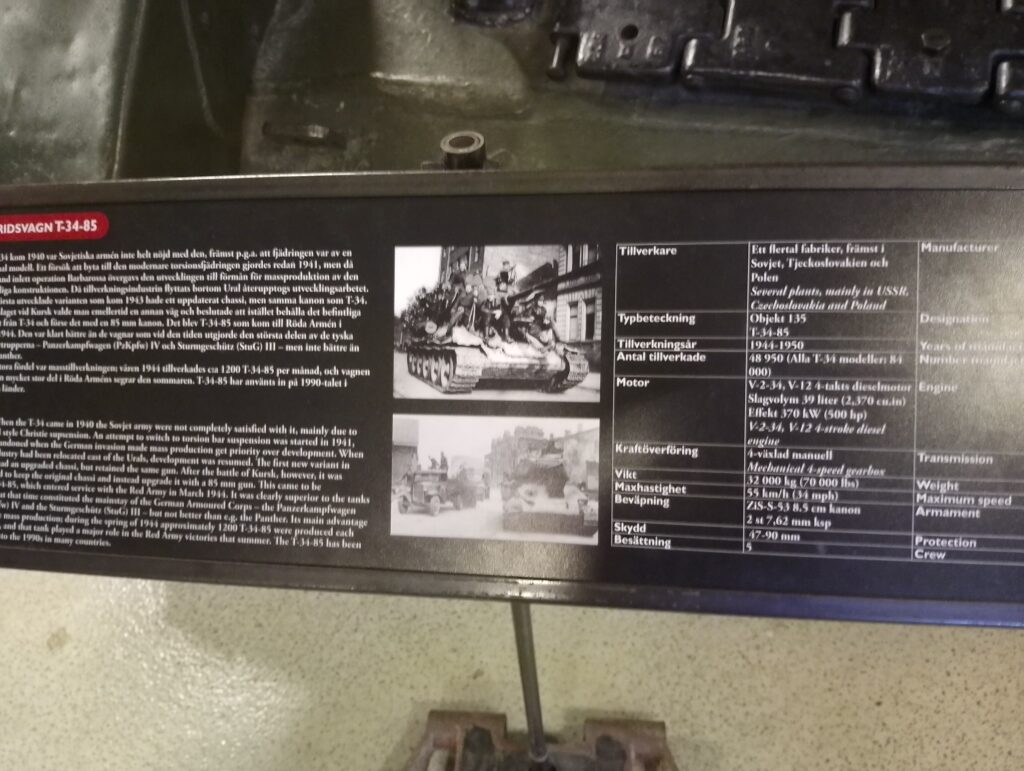 RIDSVAGN T-34-85
34 kom 1940 var Sovjetiska armén inte helt nöjd med den, främst p.g.a. att fjädringen var av en
al modell. Ett försök att byta till den modernare torsionsfjädringen gjordes redan 1941, men då
and inlett operation Barbarossa övergavs den utvecklingen till förmån för massproduktion av den
liga konstruktionen. Då tillverkningsindustrin flyttats bortom Ural återupptogs utvecklingsarbetet.
örsta utvecklade varianten som kom 1943 hade ett uppdaterat chassi, men samma kanon som T-34.
laget vid Kursk valde man emellertid en annan väg och beslutade att istället behålla det befintliga
t från T-34 och förse det med en 85 mm kanon. Det blev T-34-85 som kom till Röda Armén i
1944. Den var klart bättre än de vagnar som vid den tiden utgjorde den största delen av de tyska
rtrupperna – Panzerkampfwagen (PzKpfw) IV och Sturmgeschütz (StuG) III – men inte bättre än
anther.
tora fördel var masstillverkningen; våren 1944 tillverkades ca 1200 T-34-85 per månad, och vagnen
n mycket stor del i Röda Arméns segrar den sommaren. T-34-85 har använts in på 1990-talet i
länder.
When the T-34 came in 1940 the Sovjet army were not completely satisfied with it, mainly due to
style Christie supsension. An attempt to switch to torsion bar suspension was started in 1941,
andoned when the German invasion made mass production get priority over development. When
ustry had been relocated east of the Urals, development was resumed. The first new variant in
ad an upgraded chassi, but retained the same gun. After the battle of Kursk, however, it was
d to keep the original chassi and instead upgrade it with a 85 mm gun. This came to be
4-85, which entered service with the Red Army in March 1944. It was clearly superior to the tanks
at that time constituted the majority of the German Armoured Corps – the Panzerkampfwagen
fw) IV and the Sturmgeschütz (StuG) III – but not better than e.g. the Panther. Its main advantage
mass production; during the spring of 1944 approximately 1200 T-34-85 were produced each
, and that tank played a major role in the Red Army victories that summer. The T-34-85 has been
to the 1990s in many countries.
Tillverkare Ett flertal fabriker, främst i Manufacturer
Sovjet, Tjeckoslovakien och
Polen
Several plants, mainly in USSR,
Czechoslovakia and Poland
Typbeteckning Objekt 135 Designation
T-34-85
Tillverkningsår 1944-1950 Years of
Antal tillverkade 48 950 (Alla T-34 modeller: 84
000)
Motor V-2-34, V-12 4-takts dieselmotor Engine
Slagvolym 39 liter (2,370 cu.in)
Effekt 370 kW (500 hp)
V-2-34, V-12 4-stroke diesel
engine
Kraftöverföring 4-växlad manuell Transmission
Mechanical 4-speed gearbox
Vikt 32 000 kg (70 000 lbs) Weight
Maxhastighet 55 km/h (34 mph) Maximum speed
Beväpning ZiS-S-53 8,5 cm kanon Armament
2 st 7,62 mm ksp
Skydd 47-90 mm Protection
Besättning 5 Crew